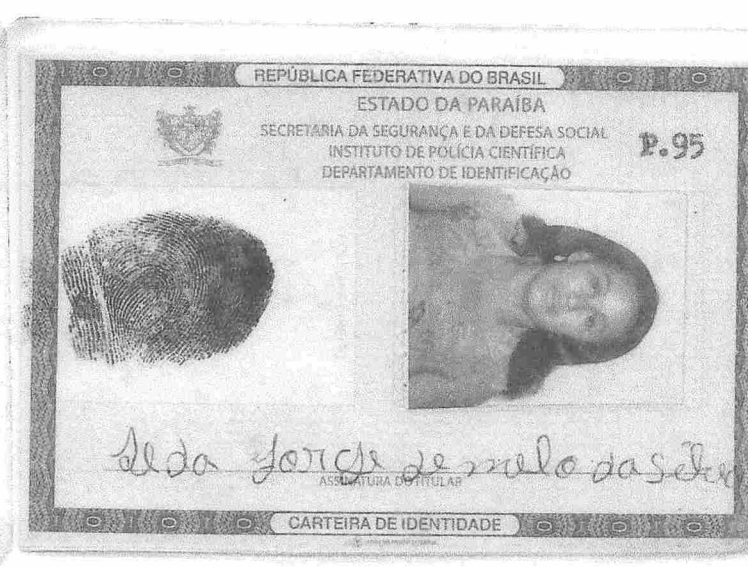 REPÚBLICA FEDERATIVA DO BRASIL
ESTADO DA PARAÍBA
SECRETARIA DA SEGURANÇA E DA DEFESA SOCIAL
INSTITUTO DE POLÍCIA CIENTÍFICA
DEPARTAMENTO DE IDENTIFICAÇÃO
P.95
Jorge de melo da Silva
ASSINATURA DO TITULAR
CARTEIRA DE IDENTIDADE